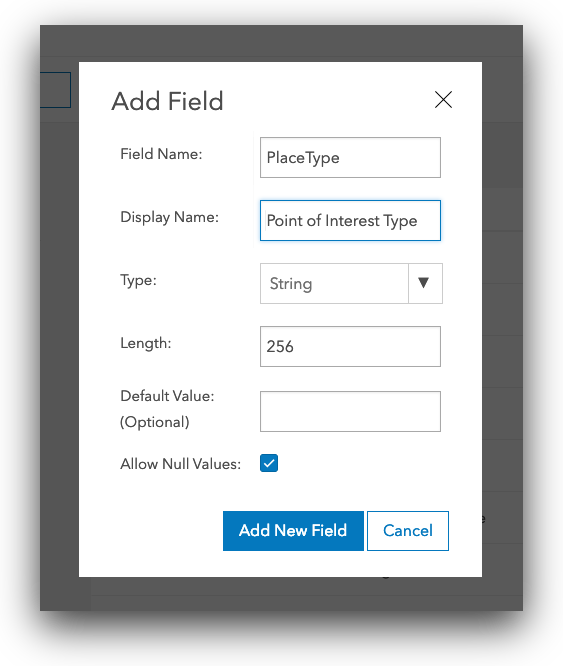 Add Field
Field Name:
PlaceType
Display Name:
Point of Interest Type
Type:
String
Length:
256
Default Value:
(Optional)
Allow Null Values:
Add New Field
Cancel